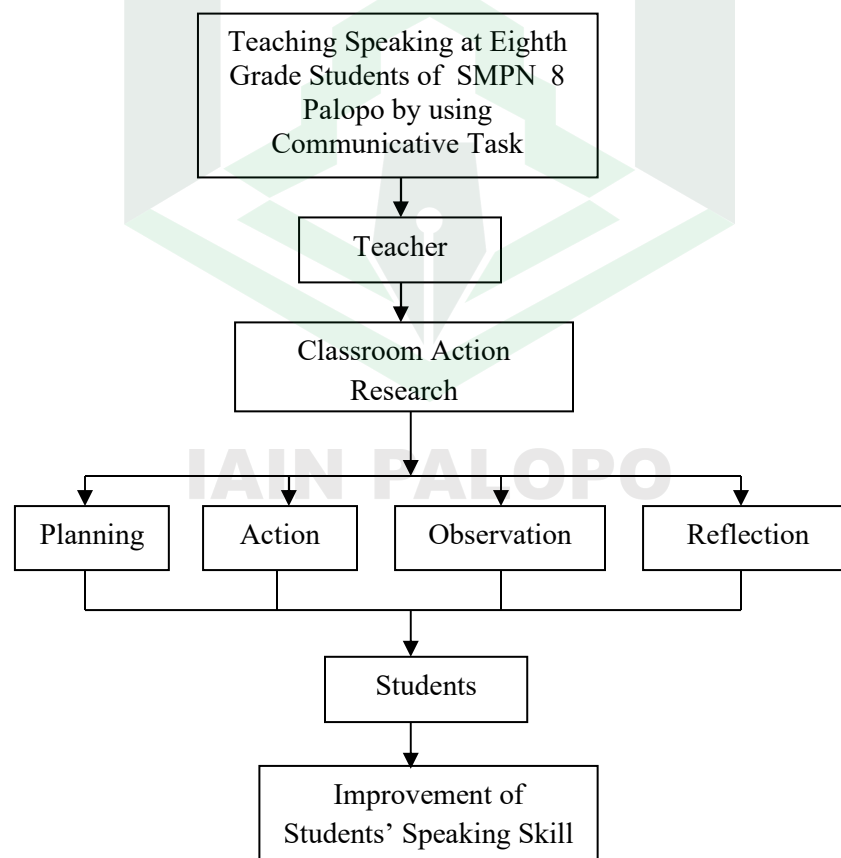 Teaching Speaking at Eighth
Grade Students of SMPN 8
Palopo by using
Communicative Task
Teacher
Classroom Action
Research
IAIN PALOPO
Planning
Action
Observation
Reflection
Students
Improvement of
Students’ Speaking Skill